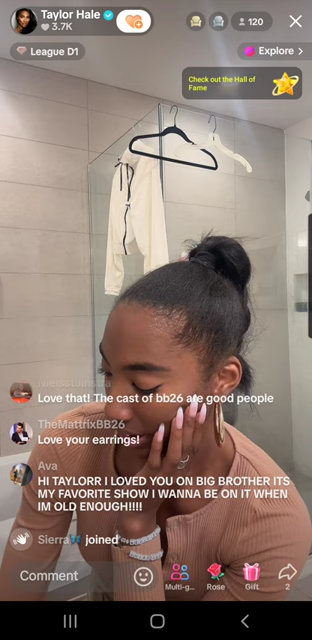 Taylor Hale
3.7K
120
League D1
Explore >
Check out the Hall of
Fame
Love that! The cast of bb26 are good people
TheMattrixBB26
Love your earrings!
Ava
HI TAYLORR I LOVED YOU ON BIG BROTHER ITS
MY FAVORITE SHOW I WANNA BE ON IT WHEN
IM OLD ENOUGH!!!!
Sierra🦋 joined
Comment
Multi-g...
Rose
Gift
2